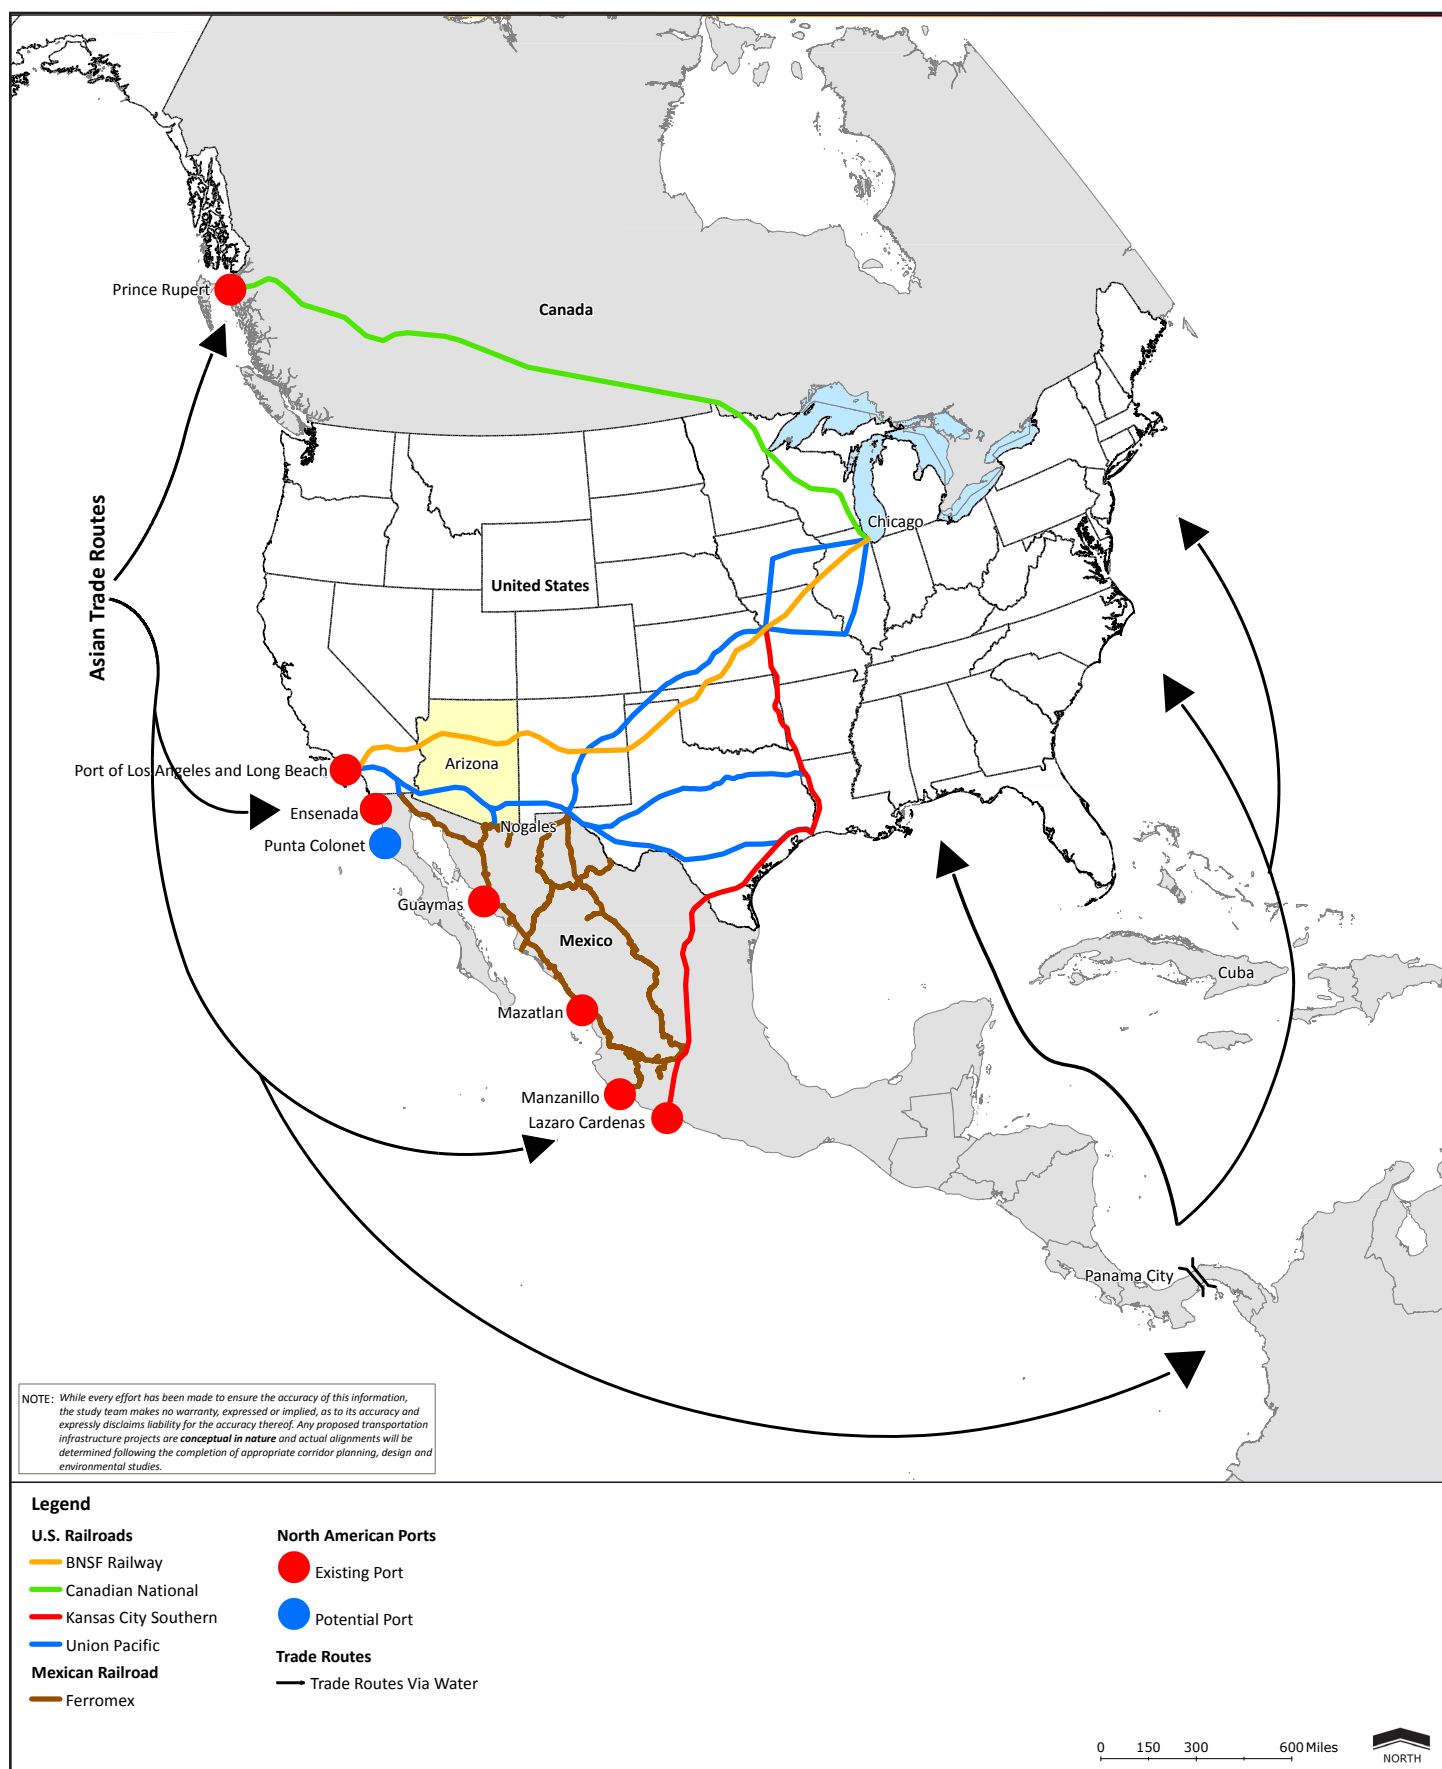 Prince Rupert
Canada
Chicago
Asian Trade Routes
United States
Arizona
Port of Los Angeles and Long Beach
Ensenada
Nogales
Punta Colonet
Guaymas
Mexico
Cuba
Mazatlan
Manzanillo
Lazaro Cardenas
Panama City
NOTE: While every effort has been made to ensure the accuracy of this information,
the study team makes no warranty, expressed or implied, as to its accuracy and
expressly disclaims liability for the accuracy thereof. Any proposed transportation
infrastructure projects are conceptual in nature and actual alignments will be
determined following the completion of appropriate corridor planning, design and
environmental studies.
Legend
U.S. Railroads
BNSF Railway
Canadian National
Kansas City Southern
Union Pacific
Mexican Railroad
Ferromex
North American Ports
Existing Port
Potential Port
Trade Routes
Trade Routes Via Water
0 150 300 600 Miles
NORTH